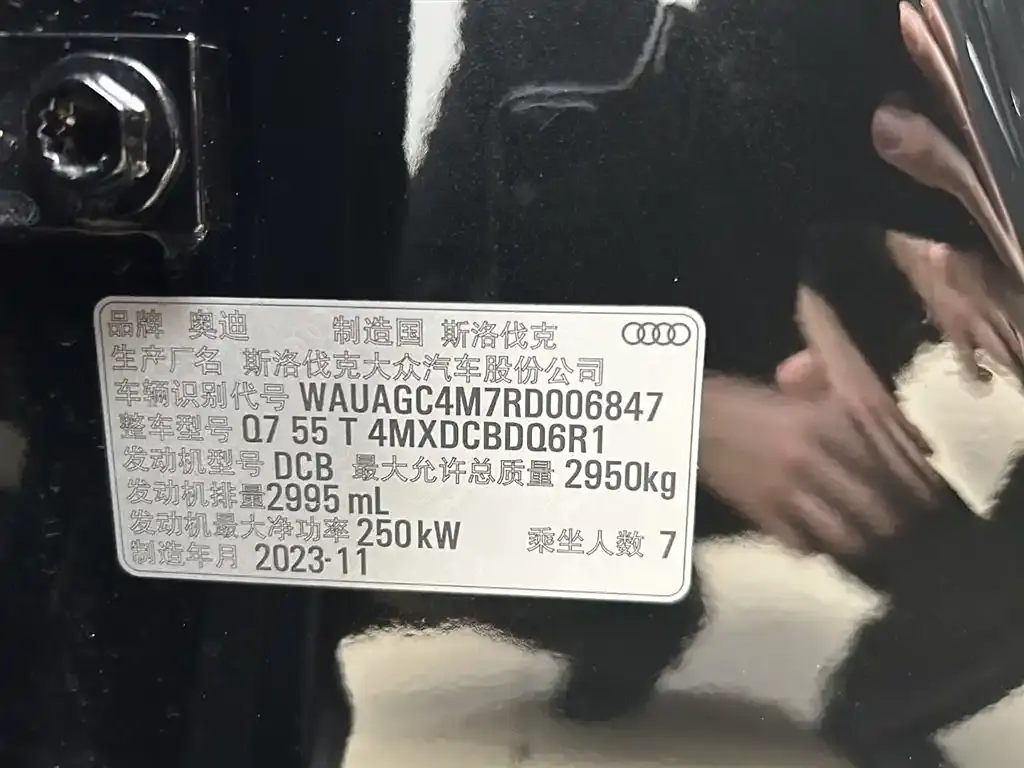 品牌 奥迪 制造国 斯洛伐克
生产厂名 斯洛伐克大众汽车股份公司
车辆识别代号 WAUAGC4M7RD006847
整车型号 Q7 55 T 4MXDCBDQ6R1
发动机型号 DCB 最大允许总质量 2950kg
发动机排量 2995 mL
发动机最大净功率 250 kW 乘坐人数 7
制造年月 2023-11